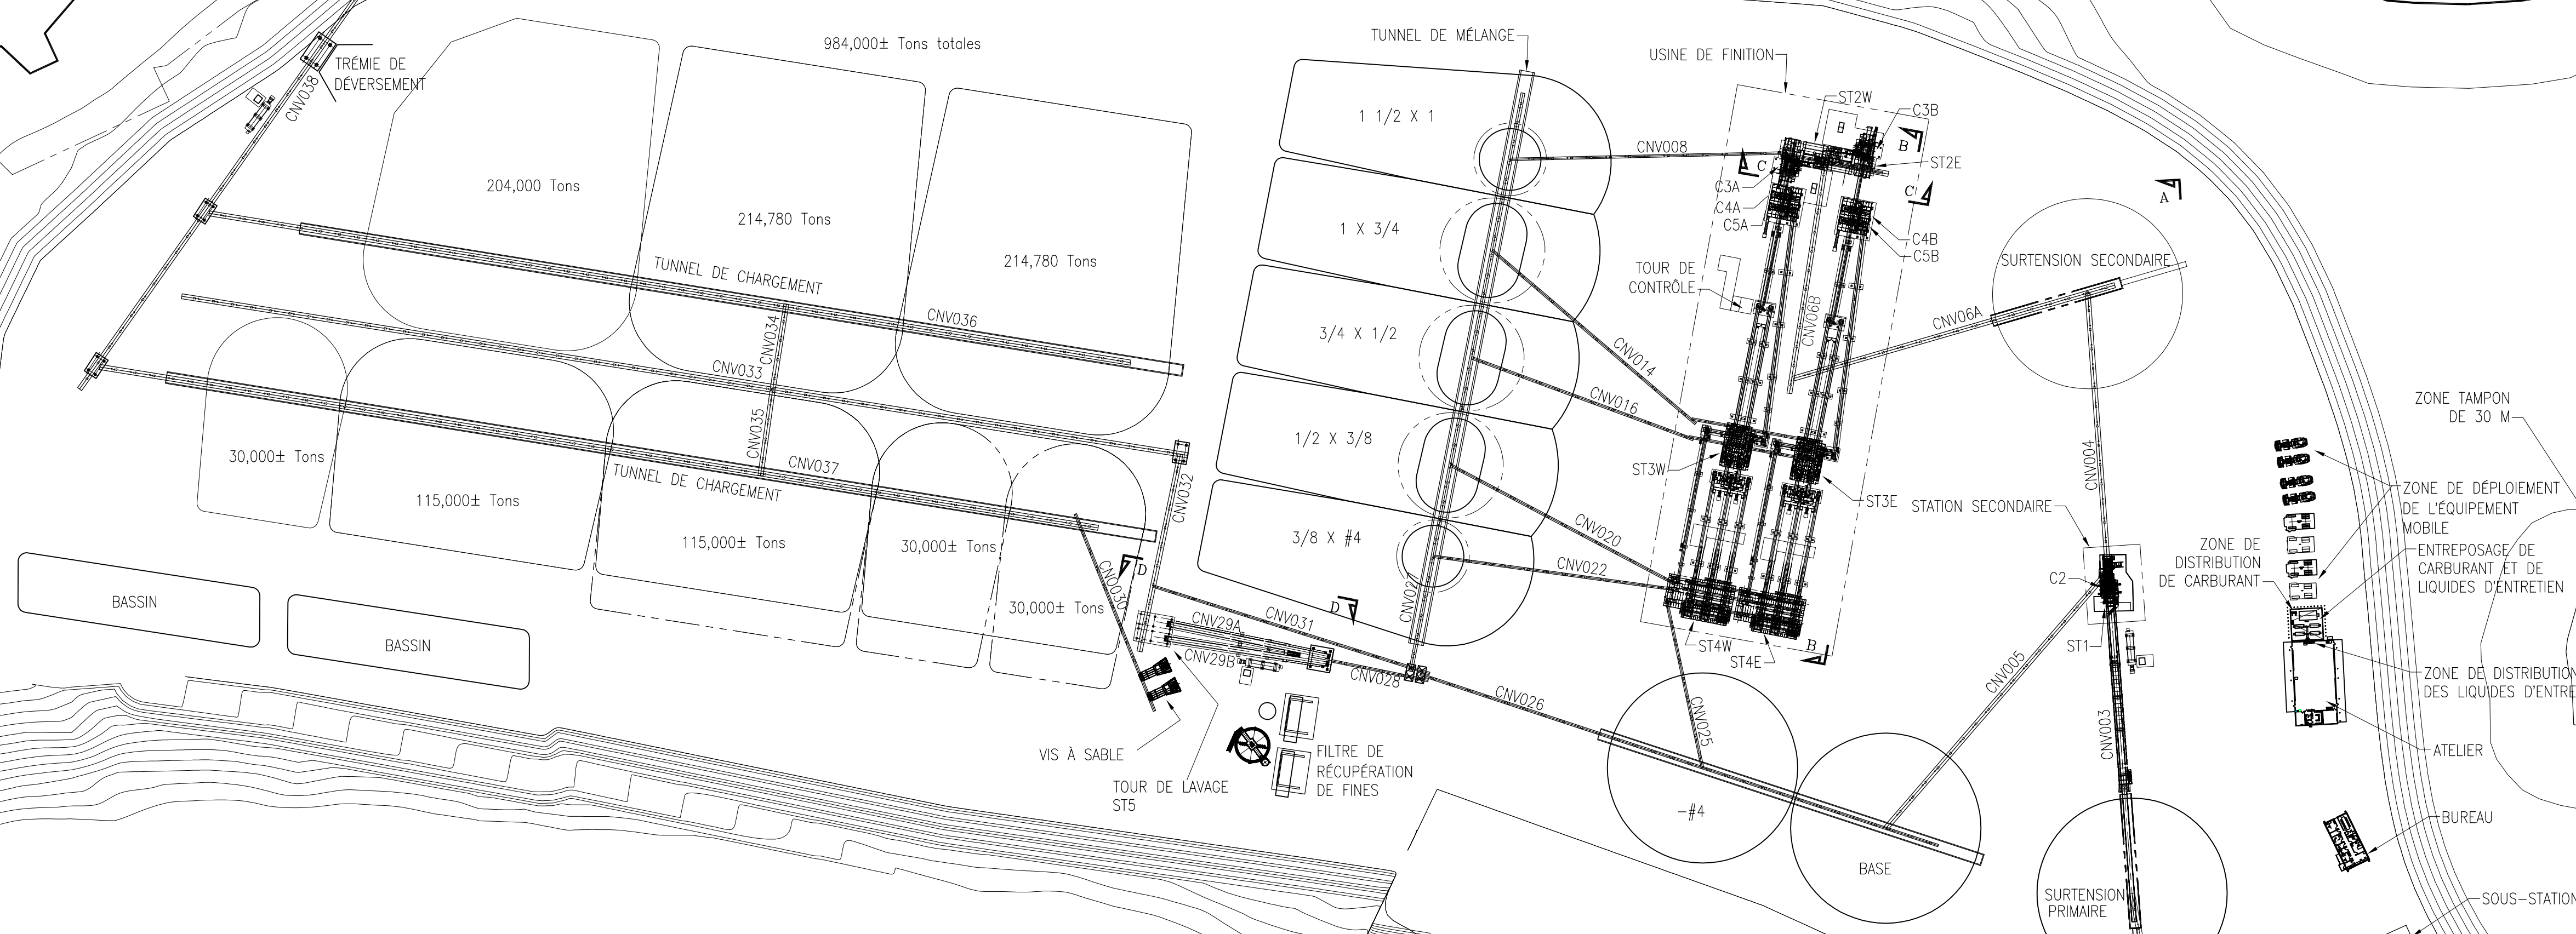 984,000± Tons totales
TRÉMIE DE
DÉVERSEMENT
CNV038
204,000 Tons
214,780 Tons
214,780 Tons
TUNNEL DE CHARGEMENT
CNV036
CNV034
CNV033
CNV035
CNV037
TUNNEL DE CHARGEMENT
30,000± Tons
115,000± Tons
115,000± Tons
30,000± Tons
30,000± Tons
BASSIN
BASSIN
CNV032
CNV030
D
CNV29A
CNV29B
CNV031
CNV028
D
CNV027
CNV026
VIS À SABLE
TOUR DE LAVAGE
ST5
FILTRE DE
RÉCUPÉRATION
DE FINES
TUNNEL DE MÉLANGE
1 1/2 X 1
1 X 3/4
3/4 X 1/2
1/2 X 3/8
3/8 X #4
CNV008
CNV014
CNV016
CNV020
CNV022
CNV025
USINE DE FINITION
ST2W
C3B
B
ST2E
C
C3A
C4A
C5A
C
C4B
C5B
TOUR DE
CONTRÔLE
CNV06B
CNV06A
ST3W
ST3E
ST4W
ST4E
B
A
SURTENSION SECONDAIRE
CNV004
STATION SECONDAIRE
C2
ST1
CNV005
CNV003
-#4
BASE
SURTENSION
PRIMAIRE
ZONE TAMPON
DE 30 M
ZONE DE DÉPLOIEMENT
DE L'ÉQUIPEMENT
MOBILE
ZONE DE
DISTRIBUTION
DE CARBURANT
ENTREPOSAGE DE
CARBURANT ET DE
LIQUIDES D'ENTRETIEN
ZONE DE DISTRIBUTION
DES LIQUIDES D'ENTRE
ATELIER
BUREAU
SOUS-STATION